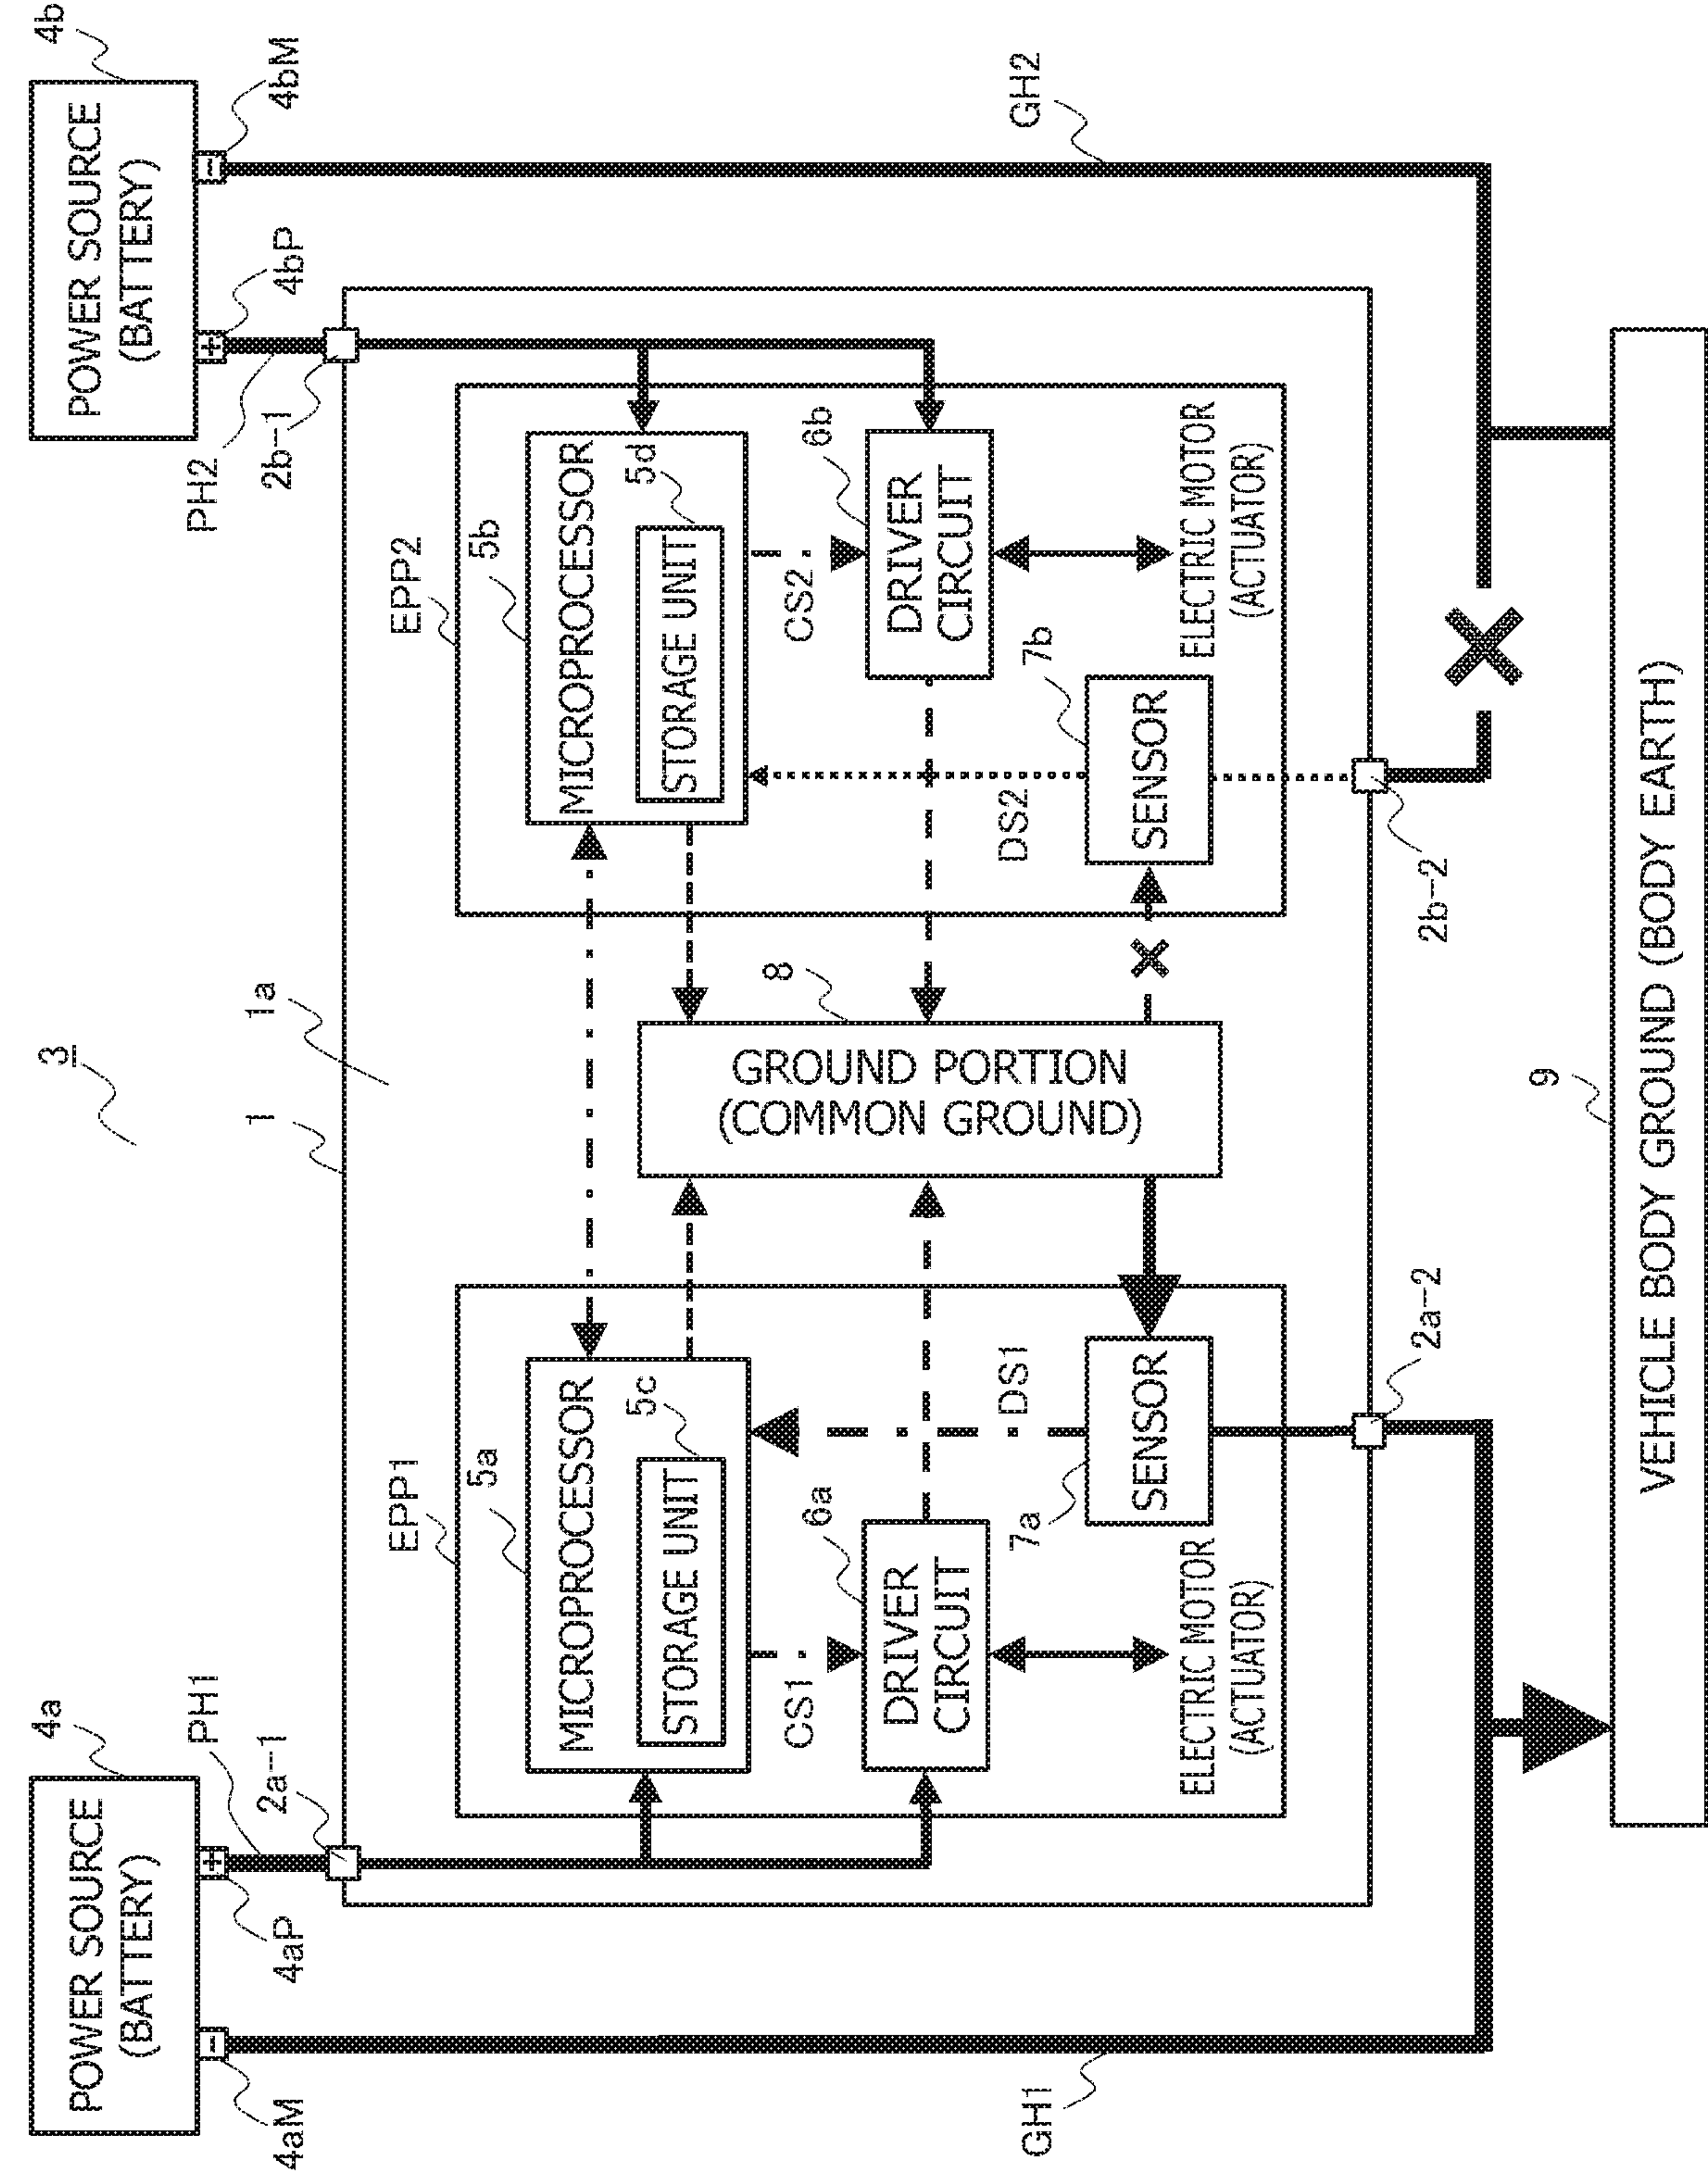 3
POWER SOURCE
(BATTERY)
4a
POWER SOURCE
(BATTERY)
4b
−
+
+
−
4aM
4aP
PH1
2a-1
1
1a
PH2
2b-1
4bP
4bM
EPP1
5a
EPP2
5b
MICROPROCESSOR
5c
STORAGE UNIT
MICROPROCESSOR
5d
STORAGE UNIT
CS1
6a
8
CS2
6b
DRIVER
CIRCUIT
GROUND PORTION
(COMMON GROUND)
DRIVER
CIRCUIT
GH1
7a
DS1
DS2
7b
GH2
ELECTRIC MOTOR
(ACTUATOR)
SENSOR
SENSOR
ELECTRIC MOTOR
(ACTUATOR)
2a-2
2b-2
9
VEHICLE BODY GROUND (BODY EARTH)